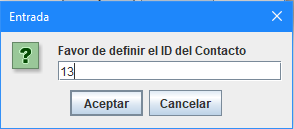 Entrada
Favor de definir el ID del Contacto
13
Aceptar
Cancelar